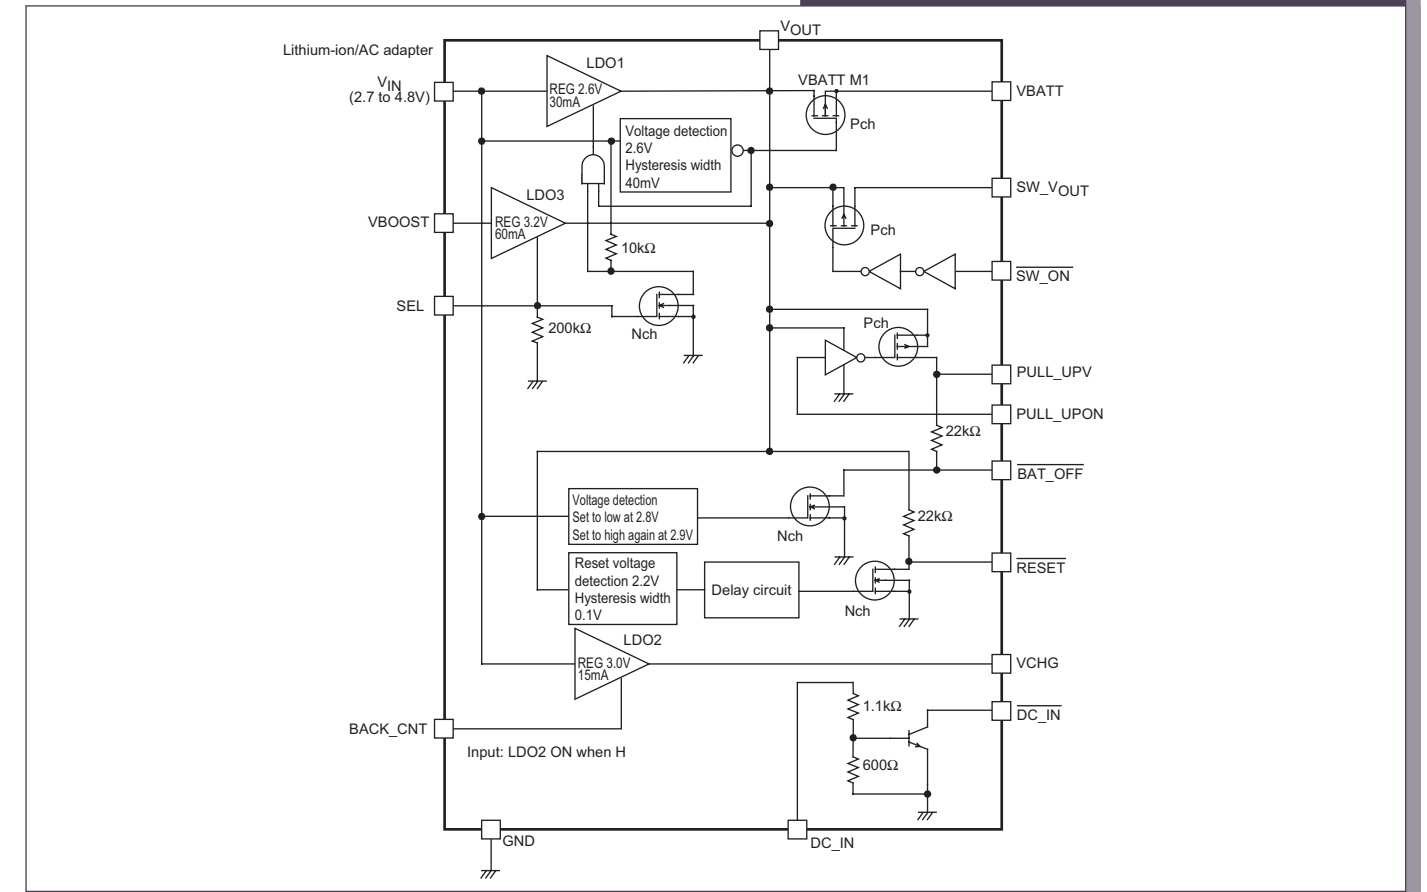 VOUT
Lithium-ion/AC adapter
VIN
(2.7 to 4.8V)
LDO1
REG 2.6V
30mA
VBATT M1
VBATT
Pch
Voltage detection
2.6V
Hysteresis width
40mV
LDO3
REG 3.2V
60mA
VBOOST
SW_VOUT
Pch
10kΩ
SW_ON
SEL
200kΩ
Nch
Pch
PULL_UPV
PULL_UPON
22kΩ
BAT_OFF
Voltage detection
Set to low at 2.8V
Set to high again at 2.9V
Nch
22kΩ
Reset voltage
detection 2.2V
Hysteresis width
0.1V
Delay circuit
Nch
RESET
LDO2
REG 3.0V
15mA
VCHG
1.1kΩ
DC_IN
BACK_CNT
Input: LDO2 ON when H
600Ω
GND
DC_IN